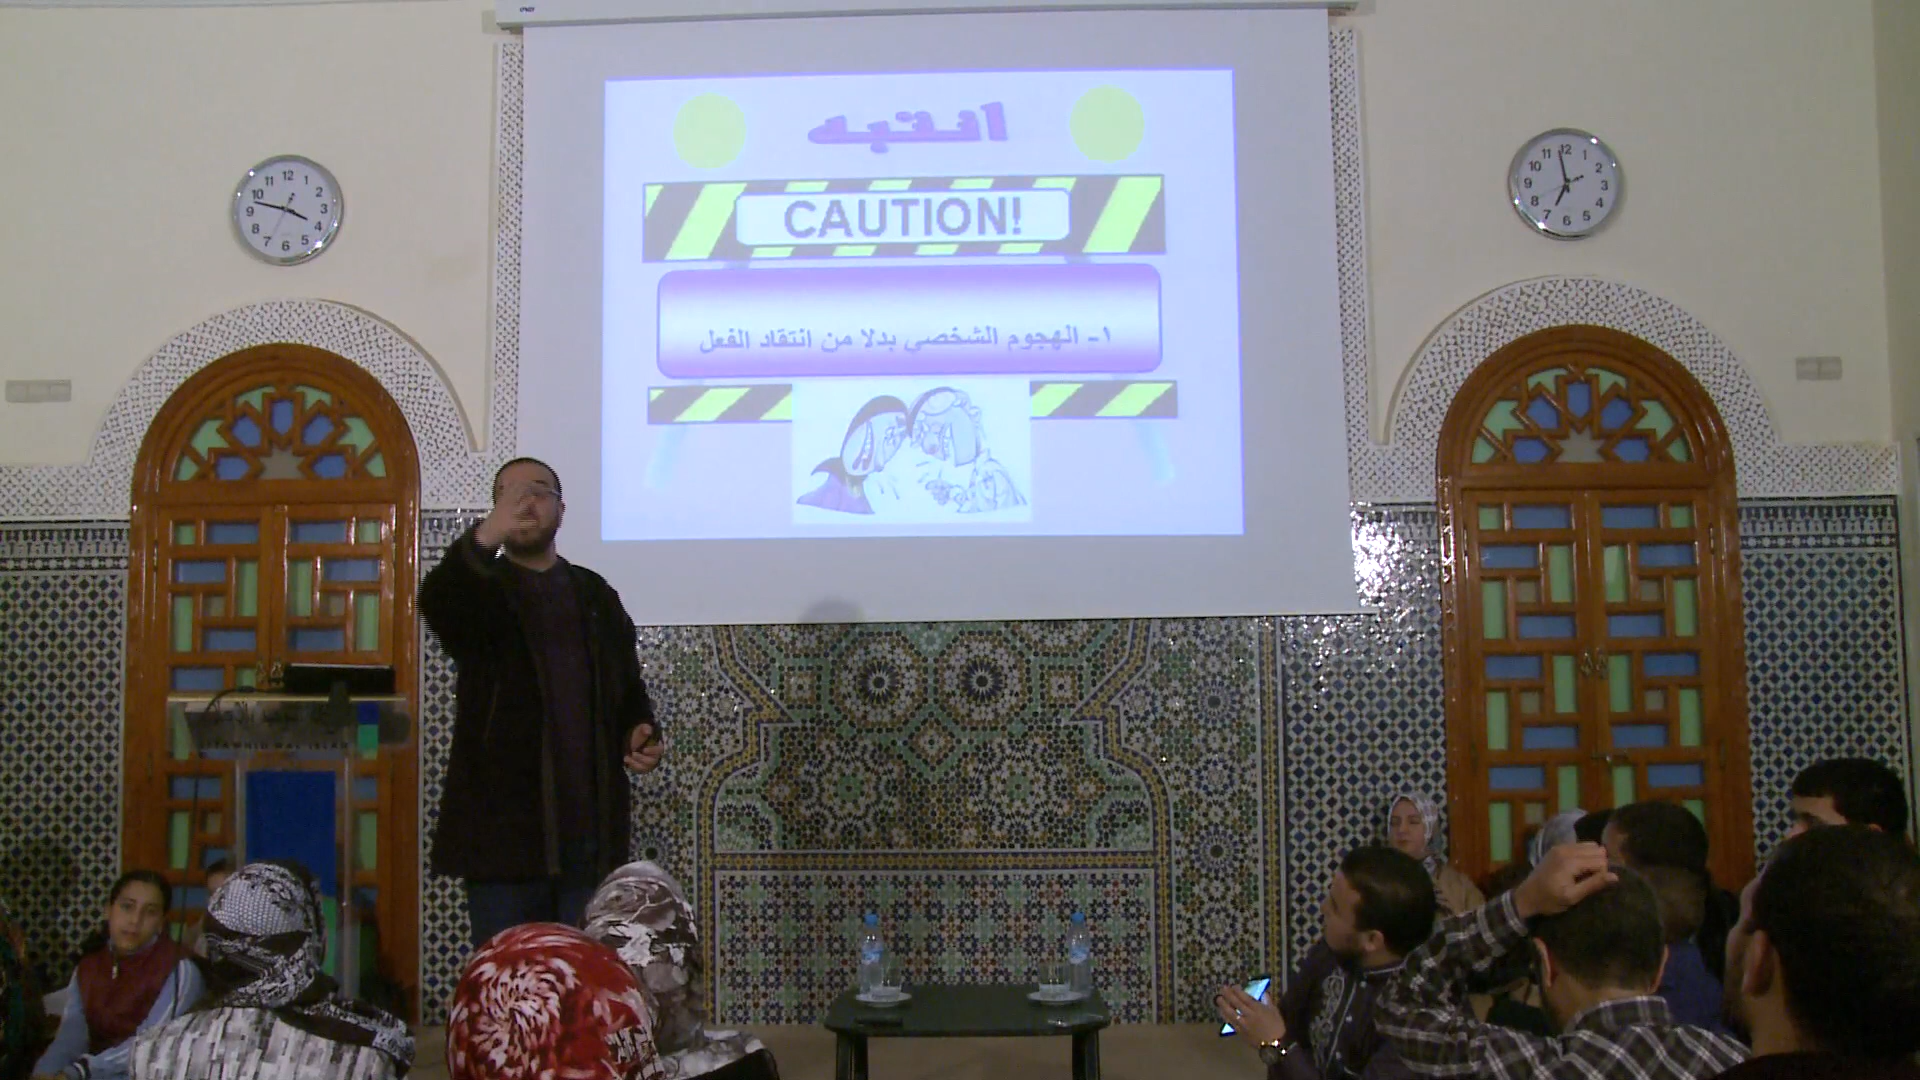 انتبه
CAUTION!
١- الهجوم الشخصي بدلا من انتقاد الفعل